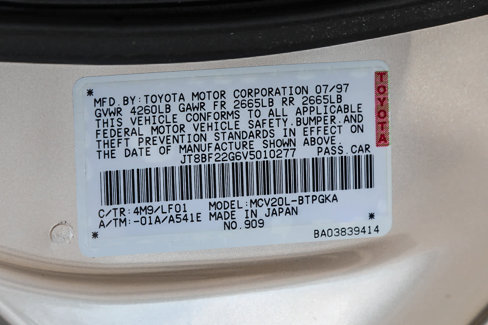 MFD.BY:TOYOTA MOTOR CORPORATION 07/97
GVWR 4260LB GAWR FR 2665LB RR 2665LB
THIS VEHICLE CONFORMS TO ALL APPLICABLE
FEDERAL MOTOR VEHICLE SAFETY,BUMPER,AND
THEFT PREVENTION STANDARDS IN EFFECT ON
THE DATE OF MANUFACTURE SHOWN ABOVE.
JT8BF22G6V5010277 PASS.CAR
TOYOTA
C/TR:4M9/LF01 MODEL:MCV20L-BTPGKA
A/TM:-01A/A541E MADE IN JAPAN
NO.909
BA03839414